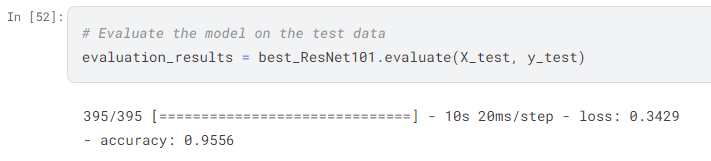 In [52]:
# Evaluate the model on the test data
evaluation_results = best_ResNet101.evaluate(X_test, y_test)
395/395 [==============================] - 10s 20ms/step - loss: 0.3429
- accuracy: 0.9556